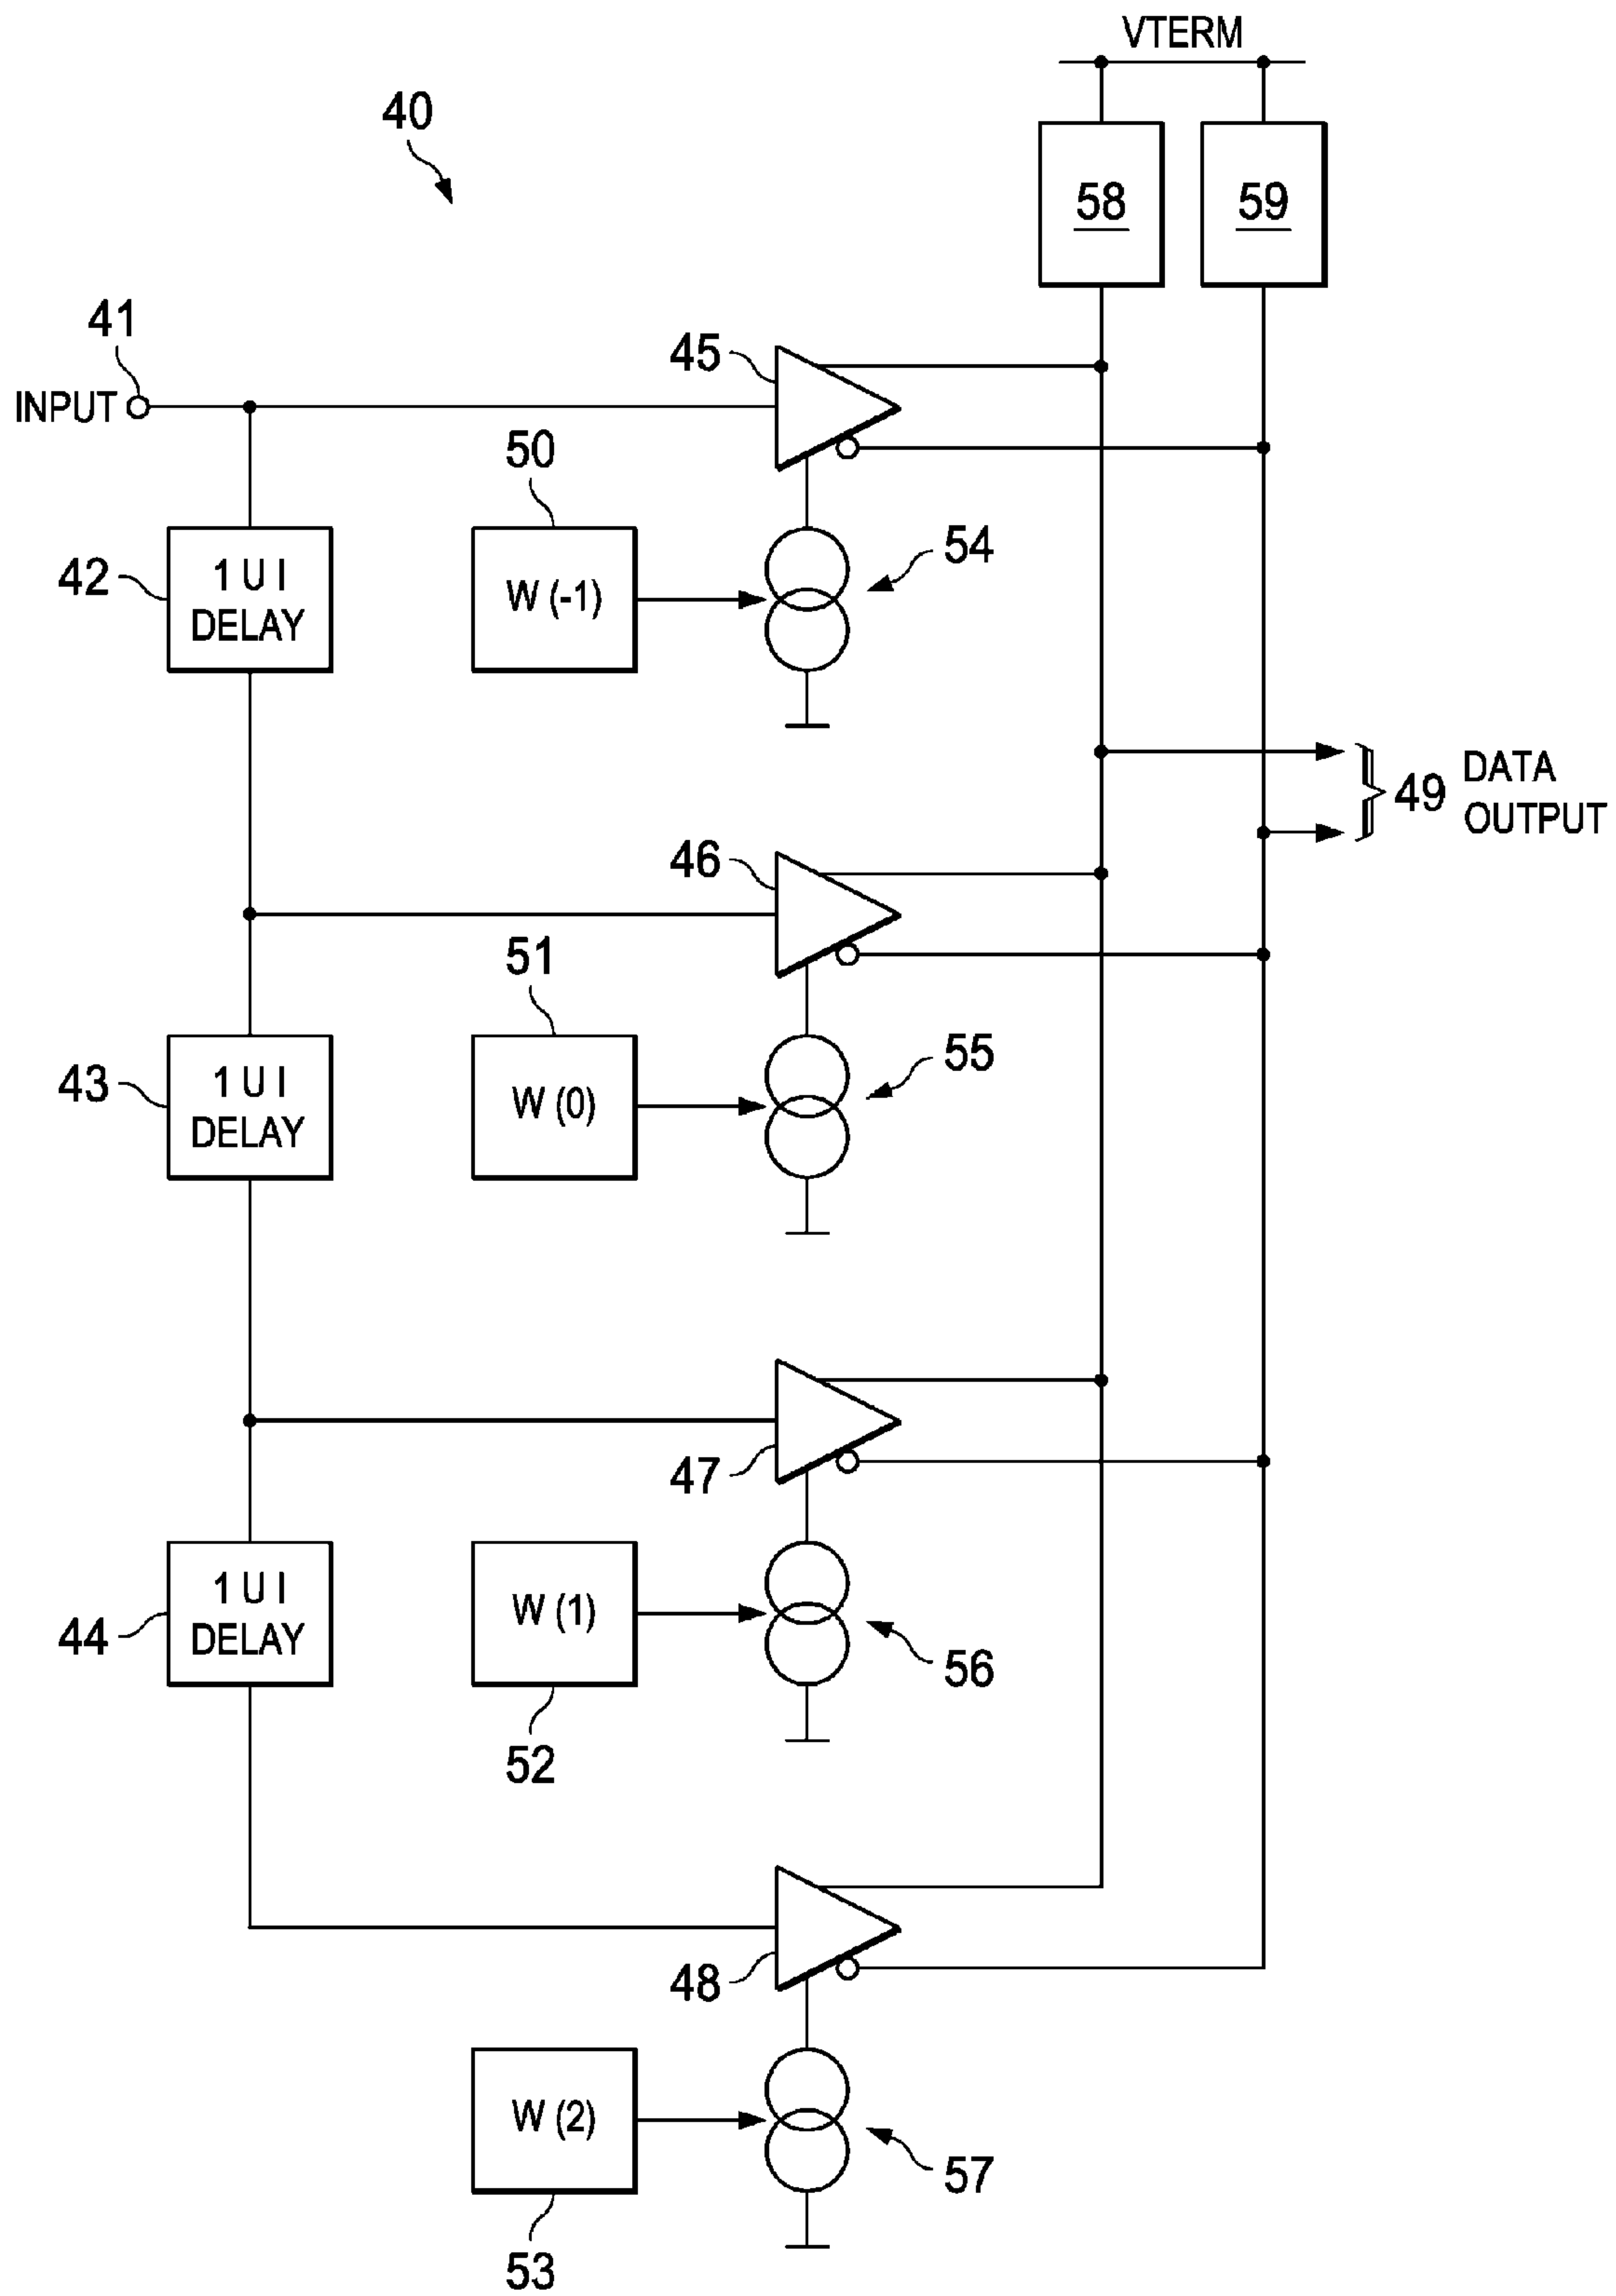 VTERM
40
58
59
41
INPUT
45
50
42
1 U I
DELAY
W (-1)
54
49
DATA
OUTPUT
46
51
43
1 U I
DELAY
W (0)
55
47
44
1 U I
DELAY
W (1)
56
52
48
W (2)
57
53